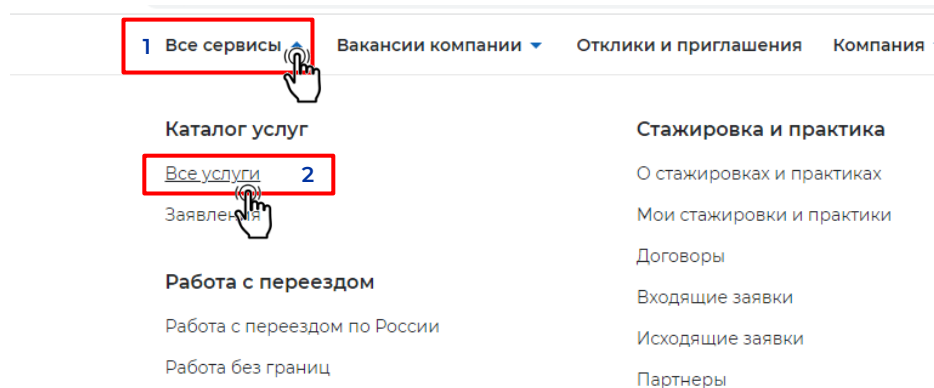 1 Все сервисы Вакансии компании Отклики и приглашения Компания
Каталог услуг
Все услуги 2
Заявления
Работа с переездом
Работа с переездом по России
Работа без границ
Стажировка и практика
О стажировках и практиках
Мои стажировки и практики
Договоры
Входящие заявки
Исходящие заявки
Партнеры